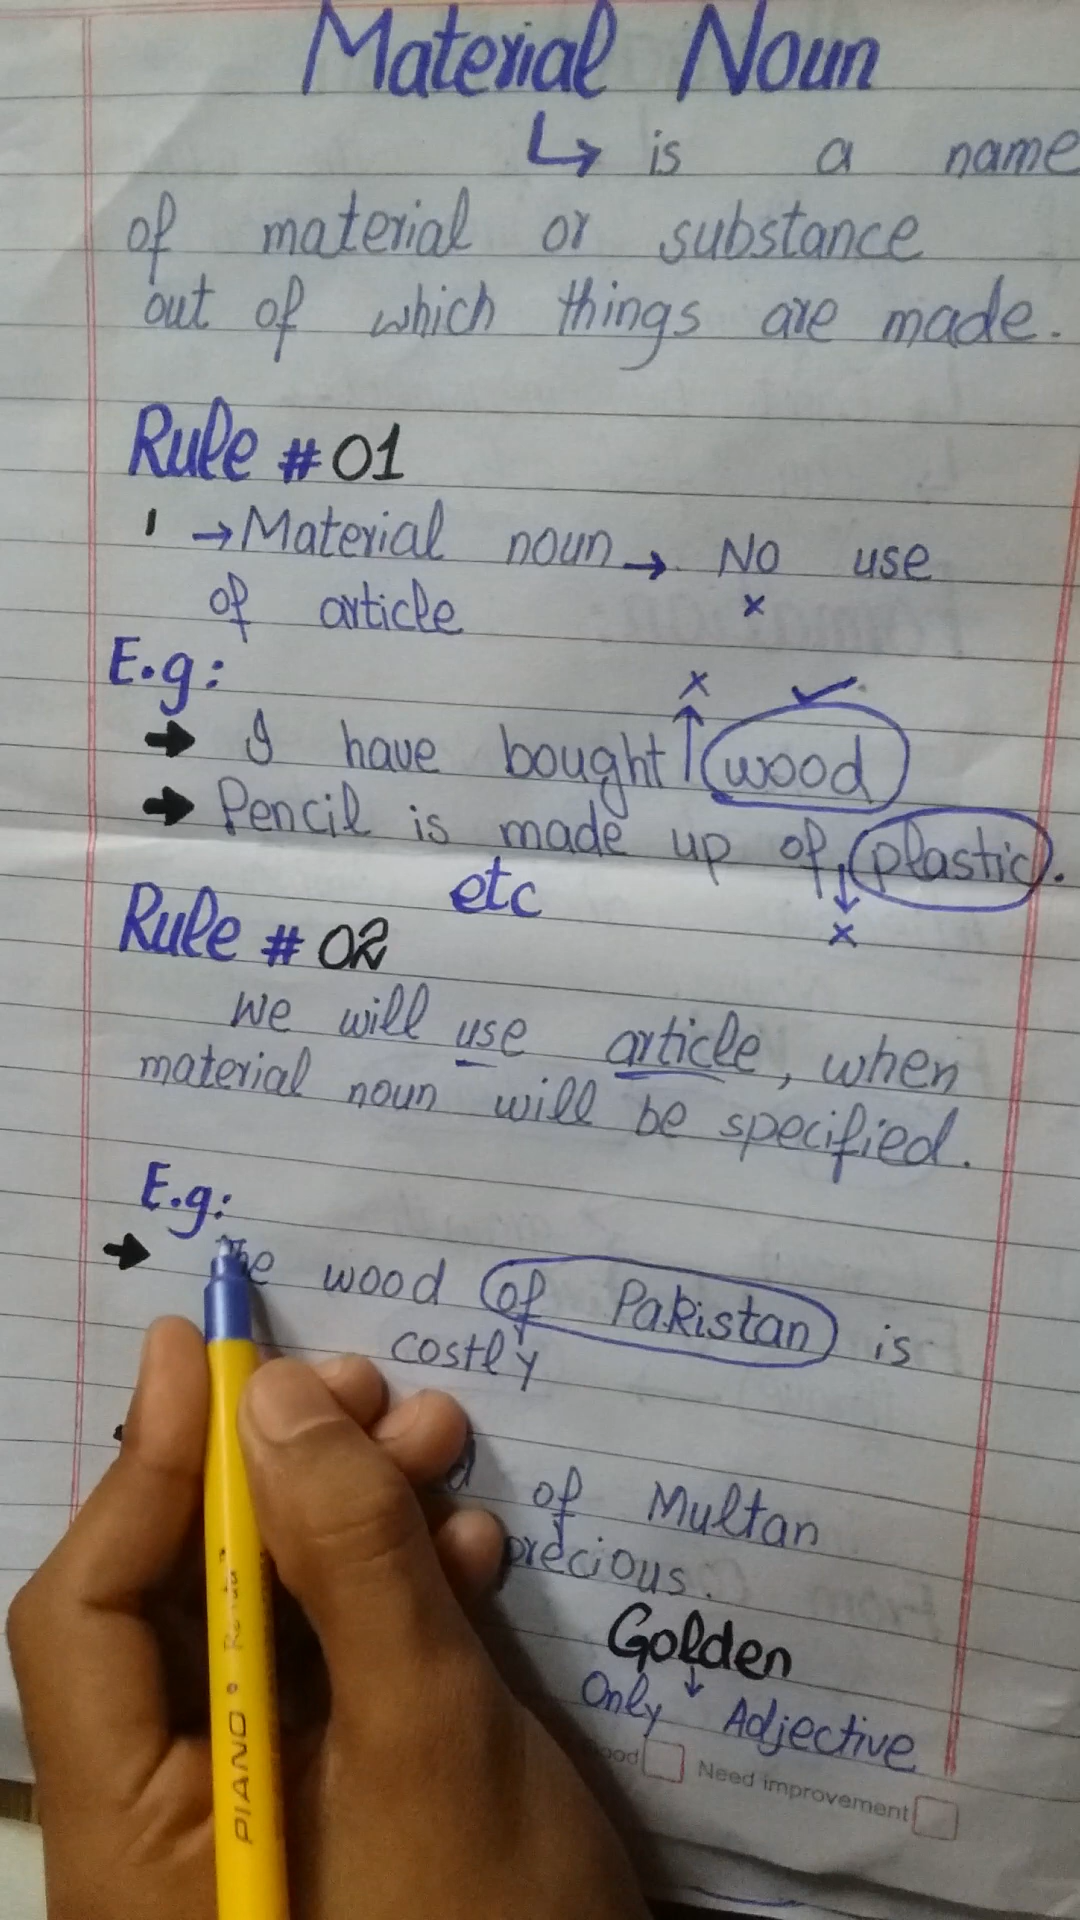 Material Noun
↳ is a name
of material or substance
out of which things are made.
Rule # 01
1 → Material noun → No use
of article
x
E.g:
x ✓
→ I have bought ↑ wood
→ Pencil is made up of plastic.
etc
x
Rule # 02
We will use article, when
material noun will be specified.
E.g:
→ The wood of Pakistan is
costly
of Multan
precious.
Golden
↓
Only Adjective
Need improvement
PIANO